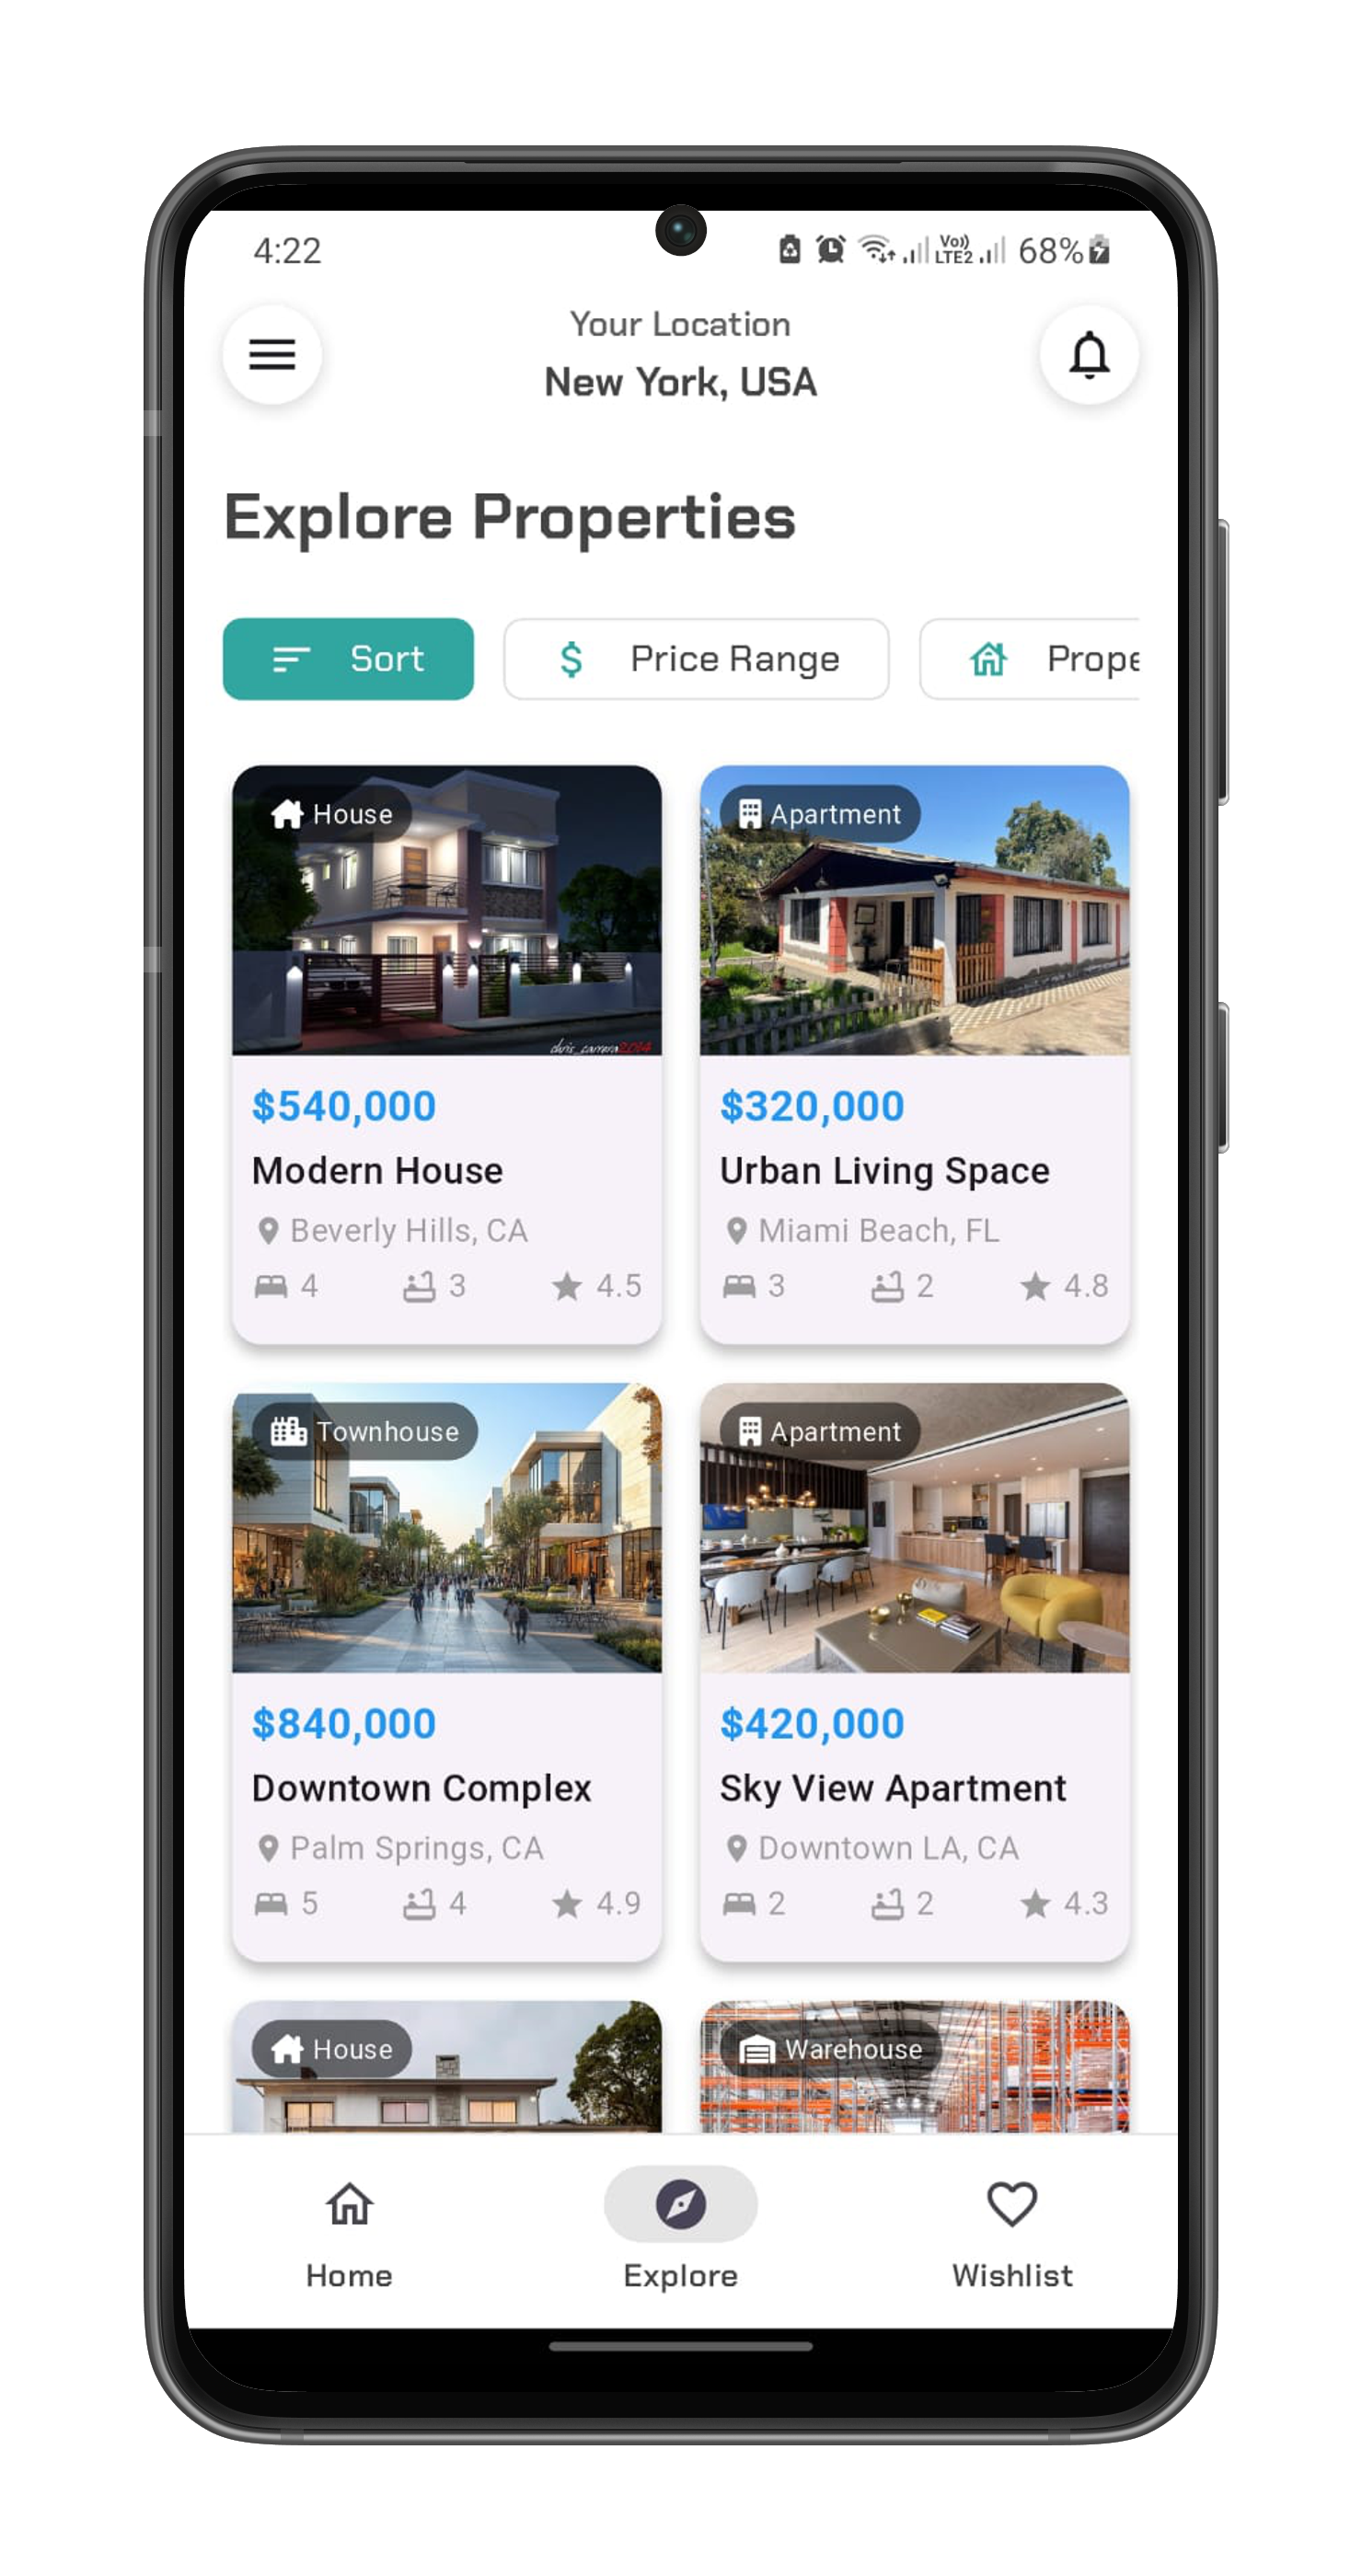 4:22
Vo))
LTE2
68%
Your Location
New York, USA
Explore Properties
Sort
$ Price Range
Prope
House
Apartment
2014
$540,000
$320,000
Modern House
Urban Living Space
Beverly Hills, CA
Miami Beach, FL
4 3 4.5
3 2 4.8
Townhouse
Apartment
$840,000
$420,000
Downtown Complex
Sky View Apartment
Palm Springs, CA
Downtown LA, CA
5 4 4.9
2 2 4.3
House
Warehouse
Home
Explore
Wishlist